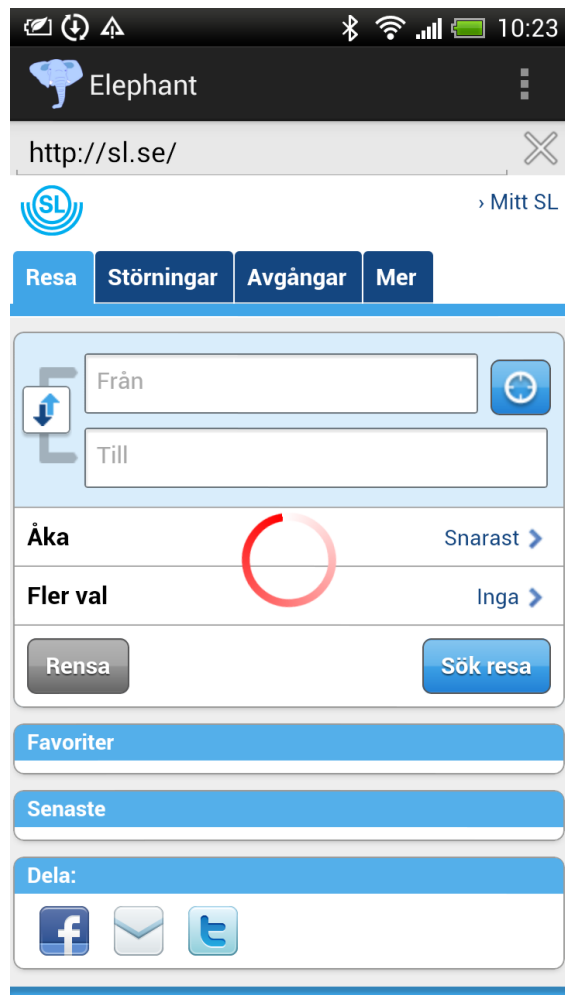 10:23
Elephant
http://sl.se/
SL
› Mitt SL
Resa Störningar Avgångar Mer
Från
Till
Åka Snarast
Fler val Inga
Rensa Sök resa
Favoriter
Senaste
Dela: